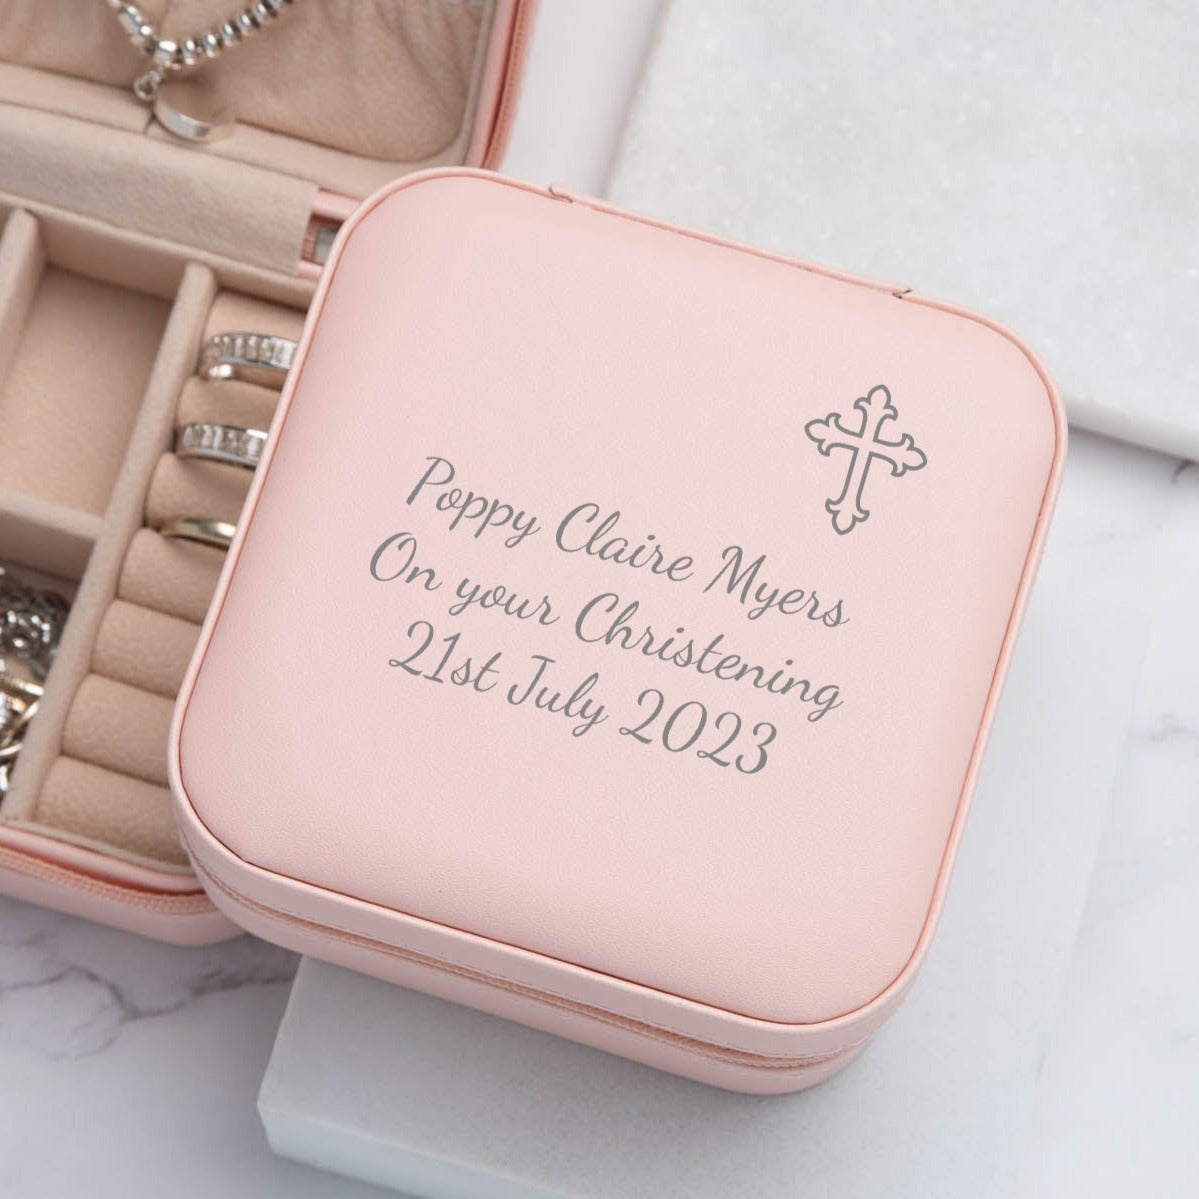 Poppy Claire Myers
On your Christening
21st July 2023